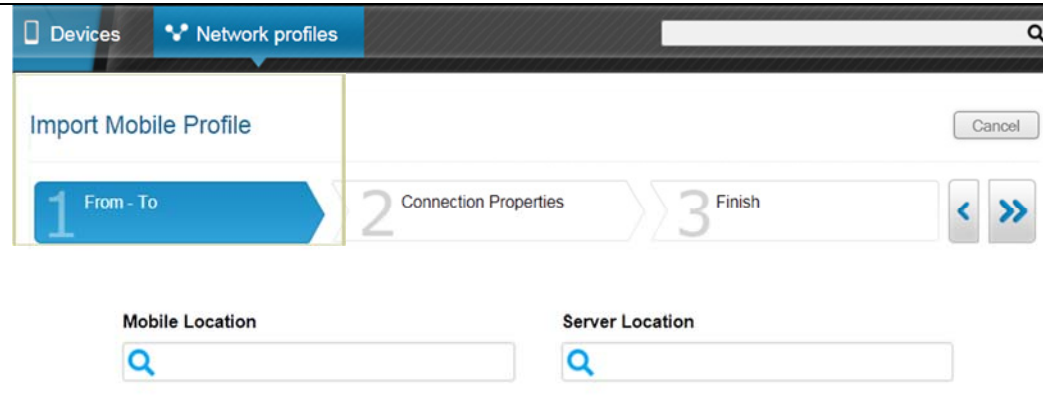 Devices Network profiles
Import Mobile Profile Cancel
1 From - To 2 Connection Properties 3 Finish
Mobile Location Server Location